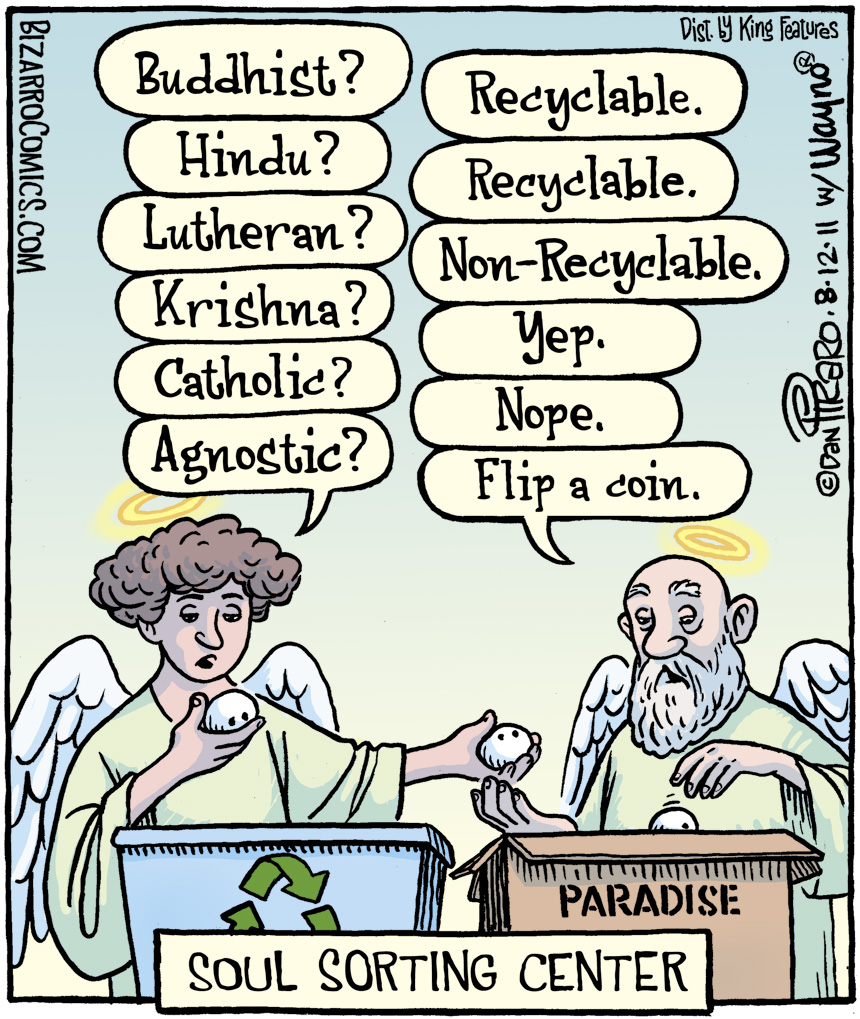 BIZARROCOMICS.COM
Dist. by King Features
Buddhist?
Recyclable.
Hindu?
Recyclable.
Lutheran?
Non-Recyclable.
Krishna?
Yep.
Catholic?
Nope.
Agnostic?
Flip a coin.
©DAN PIRARO. 8.12.11 w/ Wayno®
PARADISE
SOUL SORTING CENTER